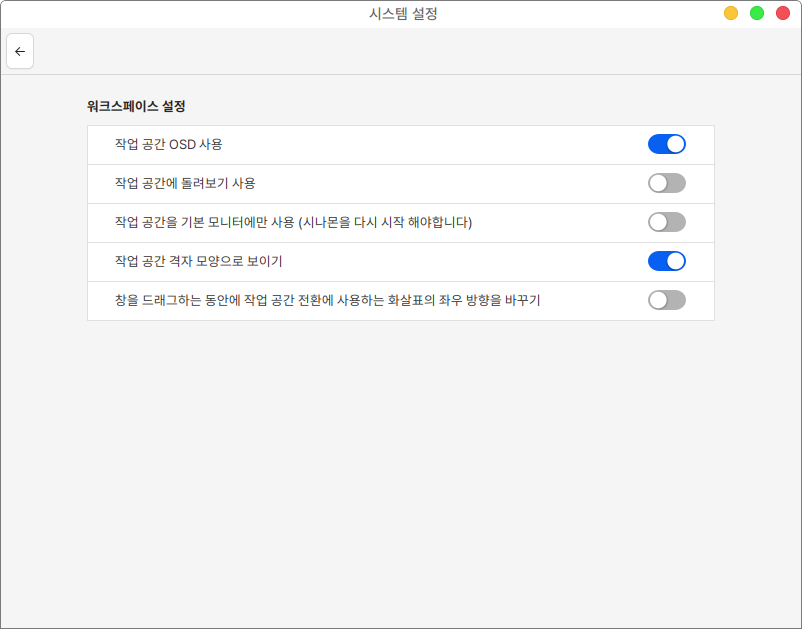 시스템 설정
워크스페이스 설정
작업 공간 OSD 사용
작업 공간에 돌려보기 사용
작업 공간을 기본 모니터에만 사용 (시나몬을 다시 시작 해야합니다)
작업 공간 격자 모양으로 보이기
창을 드래그하는 동안에 작업 공간 전환에 사용하는 화살표의 좌우 방향을 바꾸기